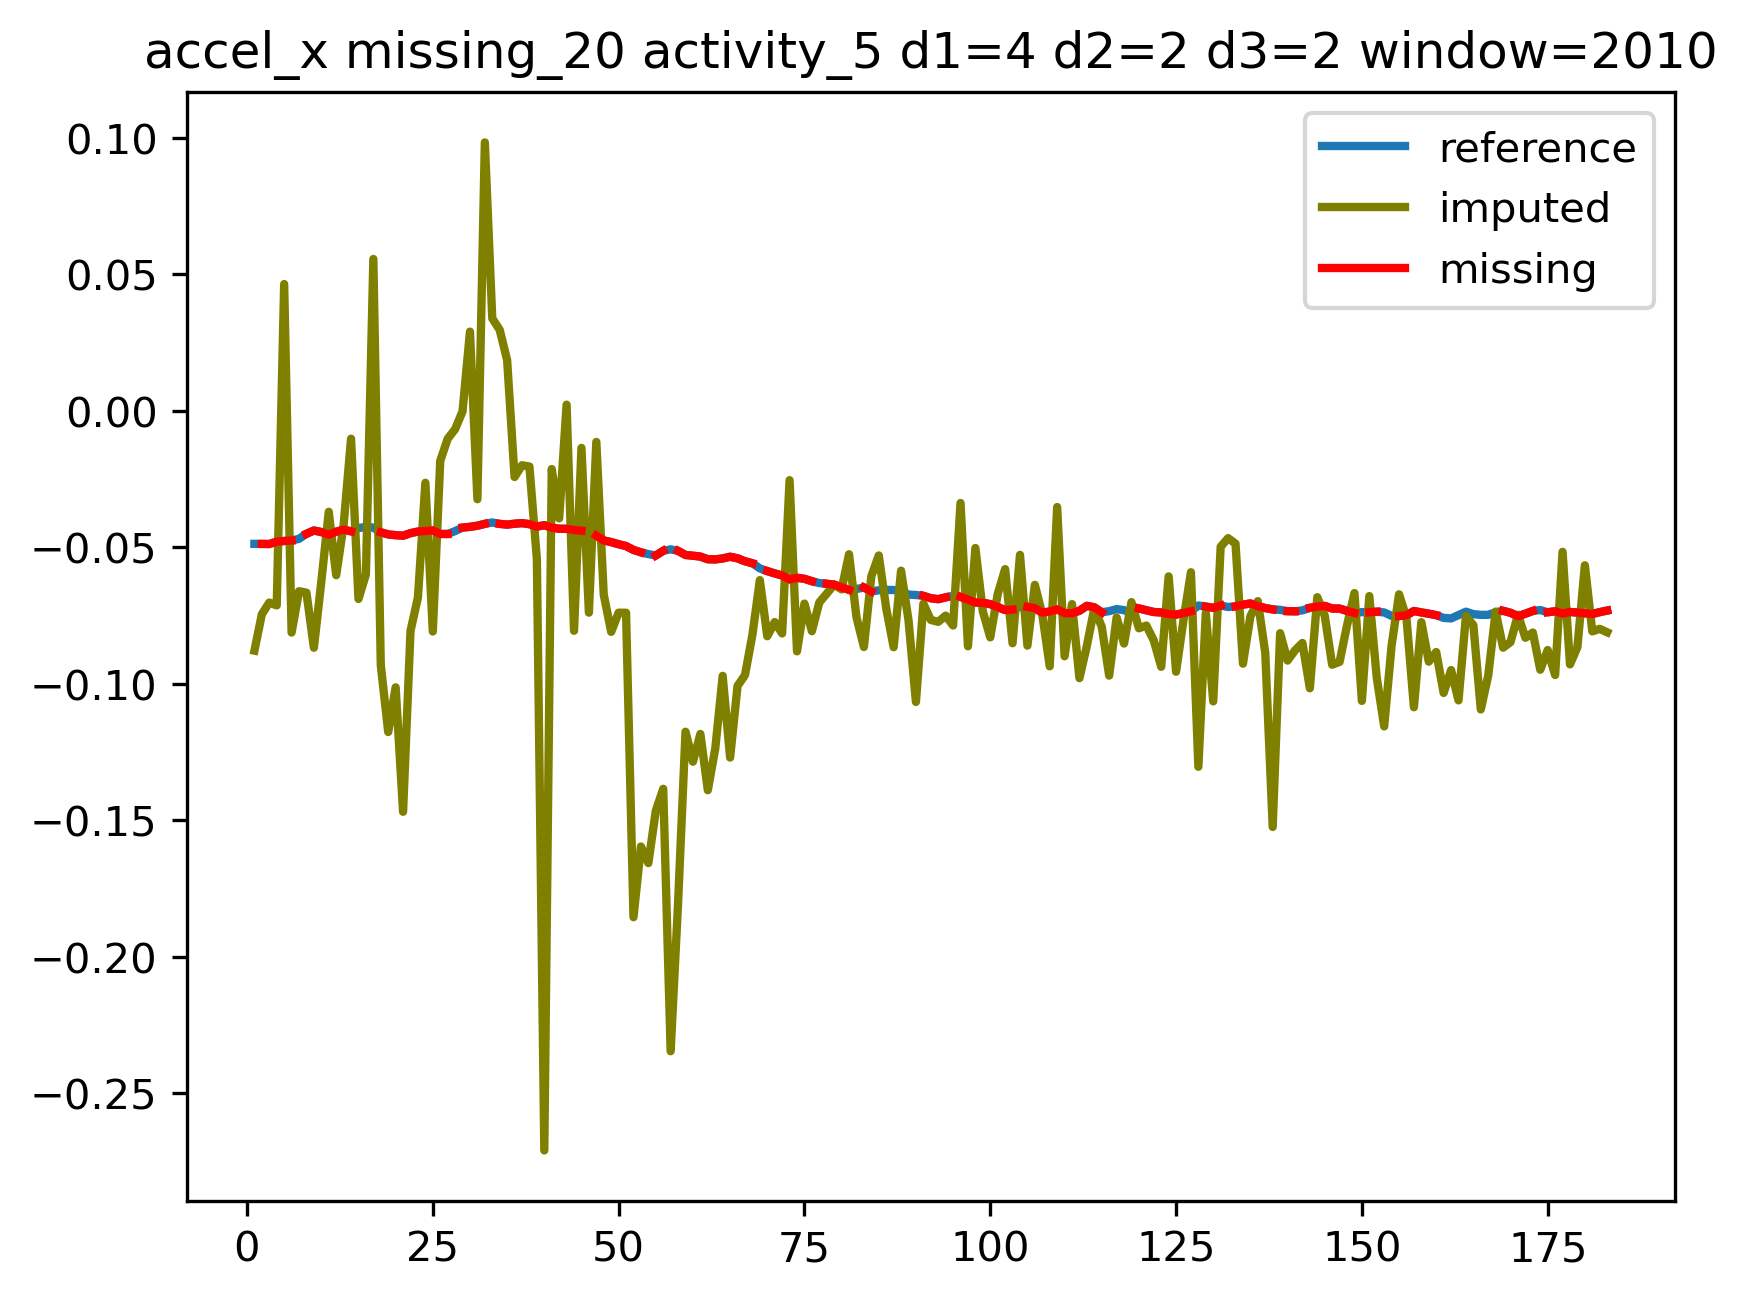 accel_x missing_20 activity_5 d1=4 d2=2 d3=2 window=2010
reference
imputed
missing
0.10
0.05
0.00
−0.05
−0.10
−0.15
−0.20
−0.25
0 25 50 75 100 125 150 175